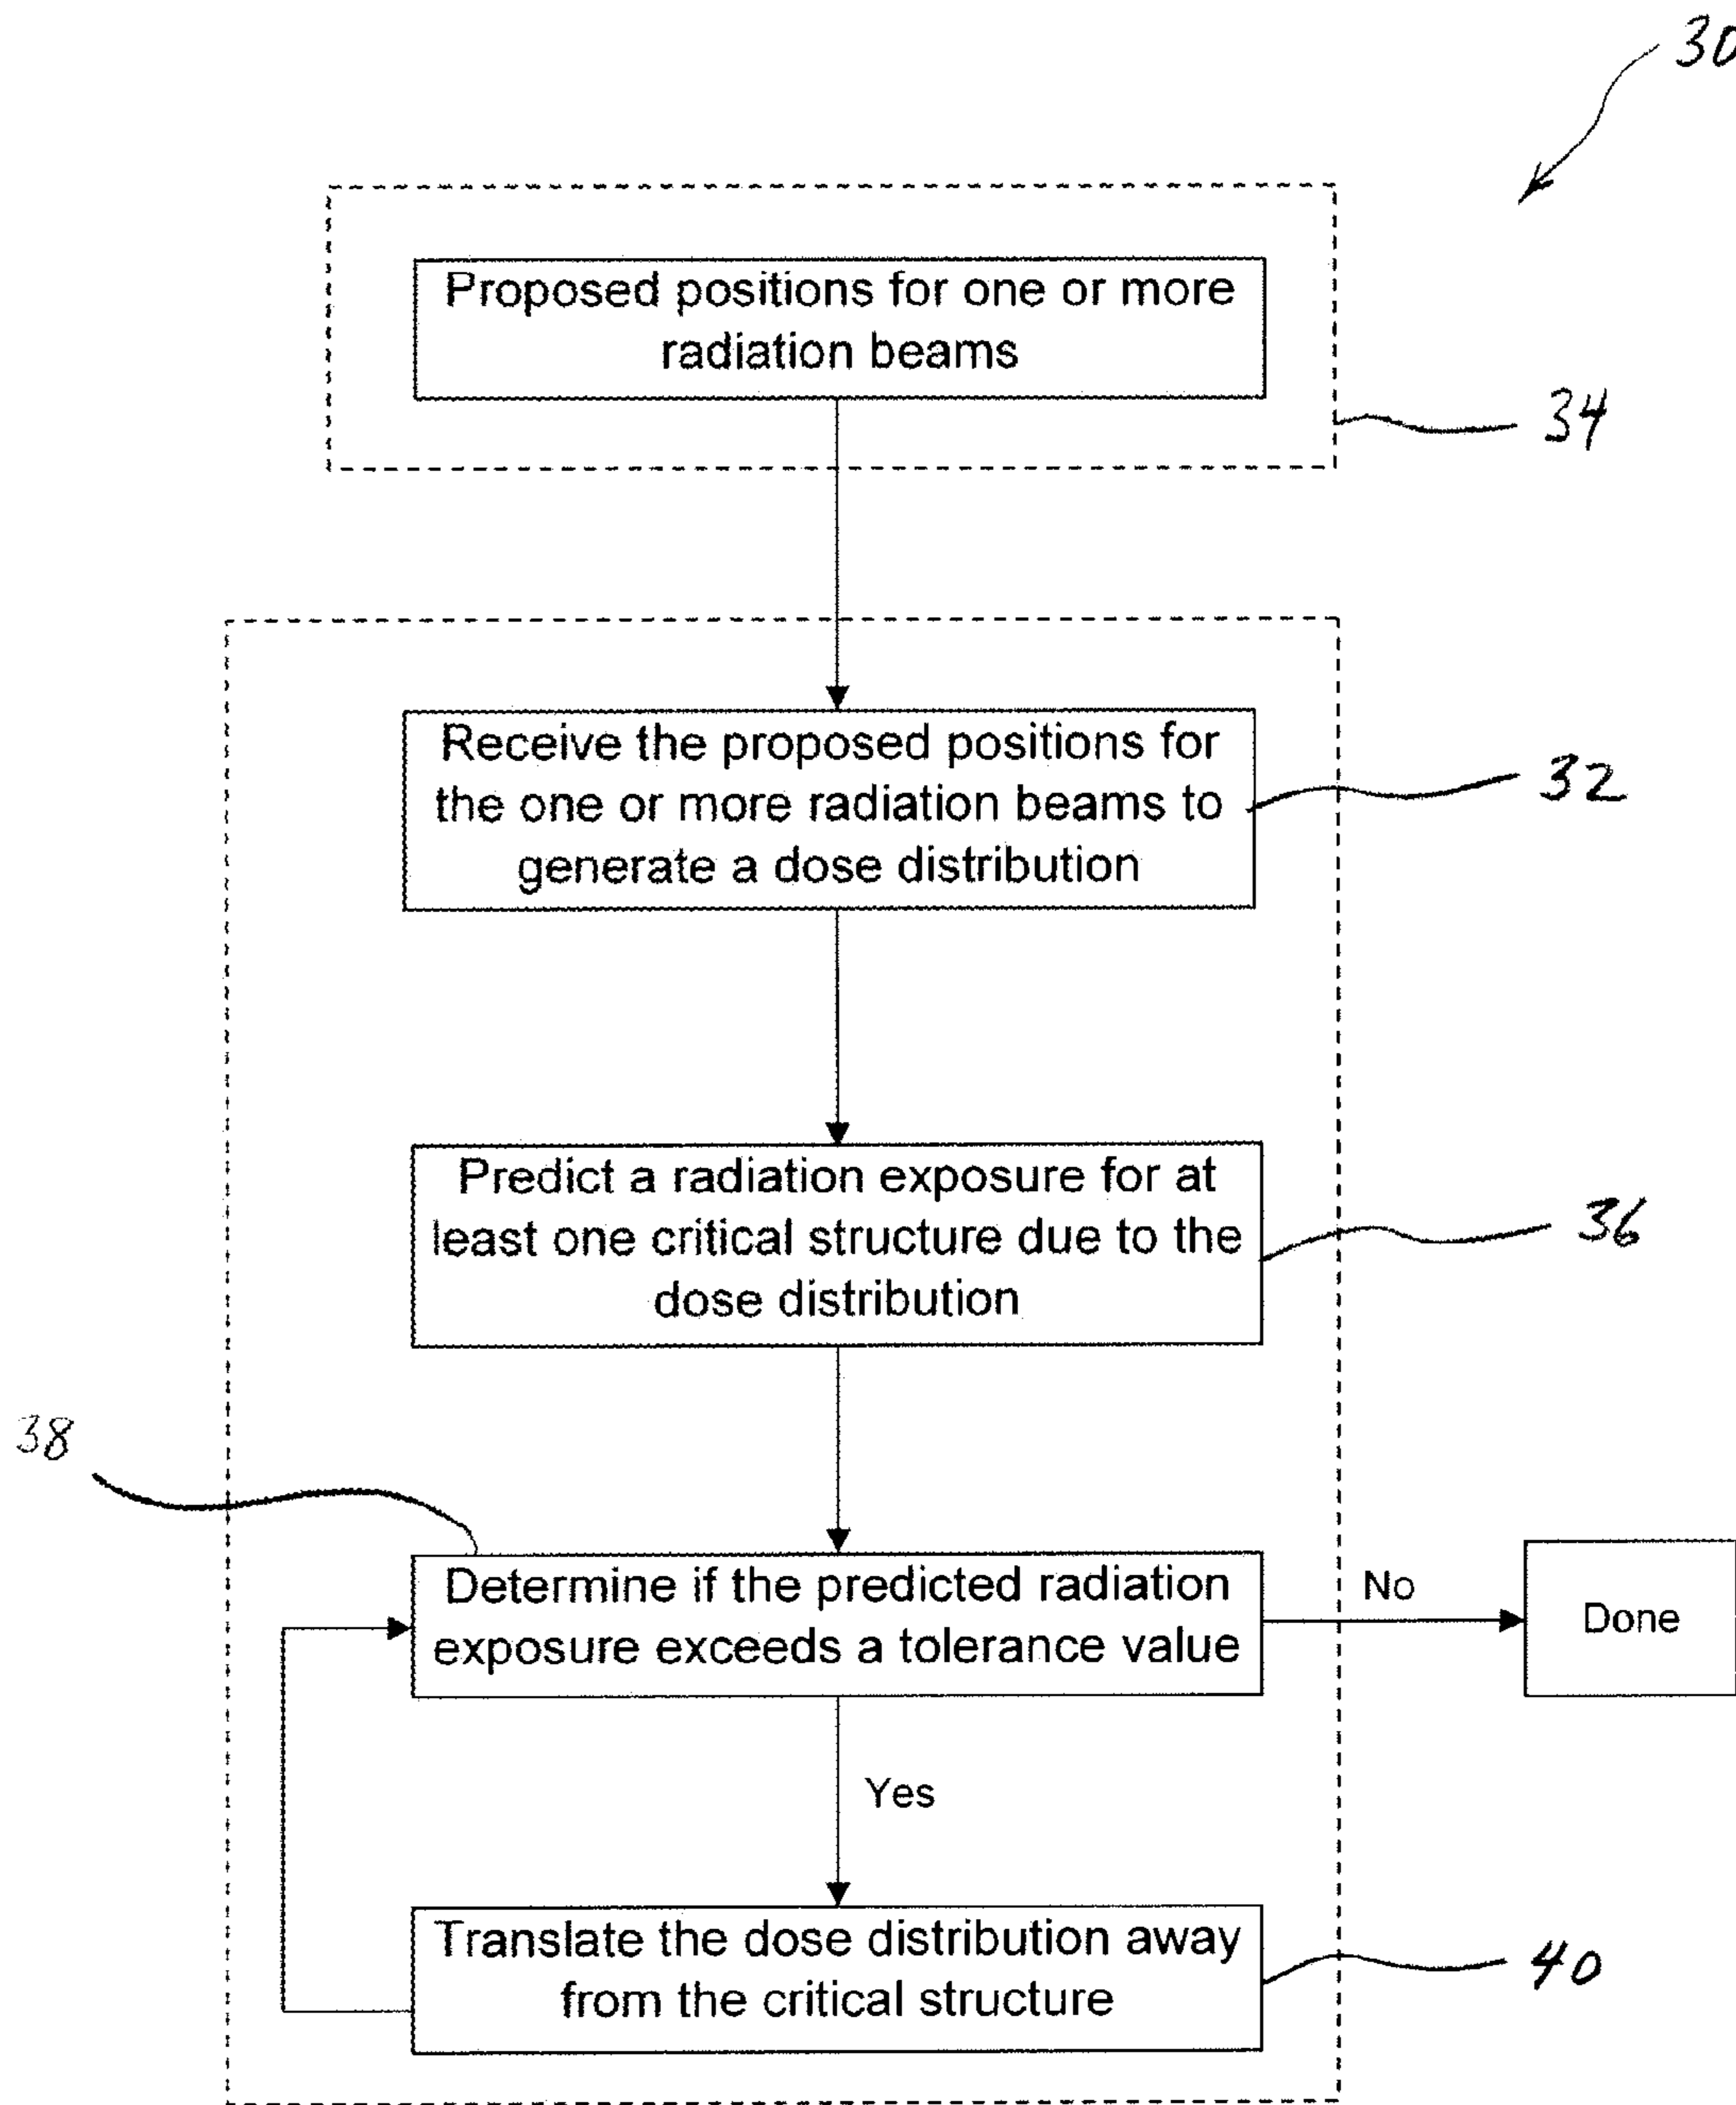 30
Proposed positions for one or more
radiation beams
34
Receive the proposed positions for
the one or more radiation beams to
generate a dose distribution
32
Predict a radiation exposure for at
least one critical structure due to the
dose distribution
36
38
Determine if the predicted radiation
exposure exceeds a tolerance value
No
Done
Yes
Translate the dose distribution away
from the critical structure
40